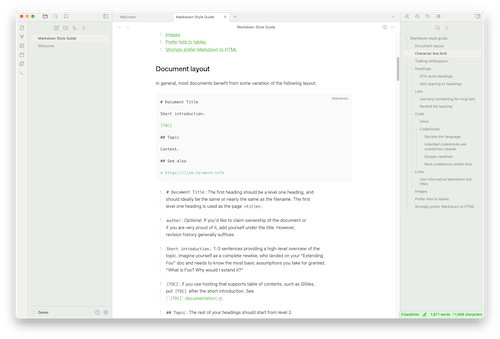 Welcome
Markdown Style Guide
Markdown Style Guide
Markdown Style Guide
Welcome
Demo
1. Images
1. Prefer lists to tables
1. Strongly prefer Markdown to HTML
Document layout
In general, most documents benefit from some variation of the following layout:
Markdown
# Document Title
Short introduction.
[TOC]
## Topic
Content.
## See also
* https://link-to-more-info
1. # Document Title: The first heading should be a level one heading, and
should ideally be the same or nearly the same as the filename. The first
level one heading is used as the page <title>.
1. author: Optional. If you'd like to claim ownership of the document or
if you are very proud of it, add yourself under the title. However,
revision history generally suffices.
1. Short introduction. 1-3 sentences providing a high-level overview of the
topic. Imagine yourself as a complete newbie, who landed on your "Extending
Foo" doc and needs to know the most basic assumptions you take for granted.
"What is Foo? Why would I extend it?"
1. [TOC]: if you use hosting that supports table of contents, such as Gitiles,
put [TOC] after the short introduction. See
[TOC] documentation
1. ## Topic: The rest of your headings should start from level 2.
Markdown style guide
Document layout
Character line limit
Trailing whitespace
Headings
ATX-style headings
Add spacing to headings
Lists
Use lazy numbering for long lists
Nested list spacing
Code
Inline
Codeblocks
Declare the language
Indented codeblocks are
sometimes cleaner
Escape newlines
Nest codeblocks within lists
Links
Use informative Markdown link
titles
Images
Prefer lists to tables
Strongly prefer Markdown to HTML
0 backlinks